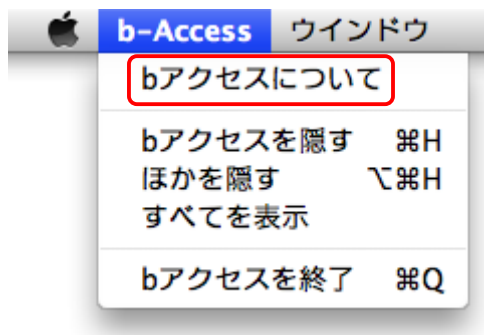 b-Access ウインドウ
bアクセスについて
bアクセスを隠す ⌘H
ほかを隠す ⌥⌘H
すべてを表示
bアクセスを終了 ⌘Q